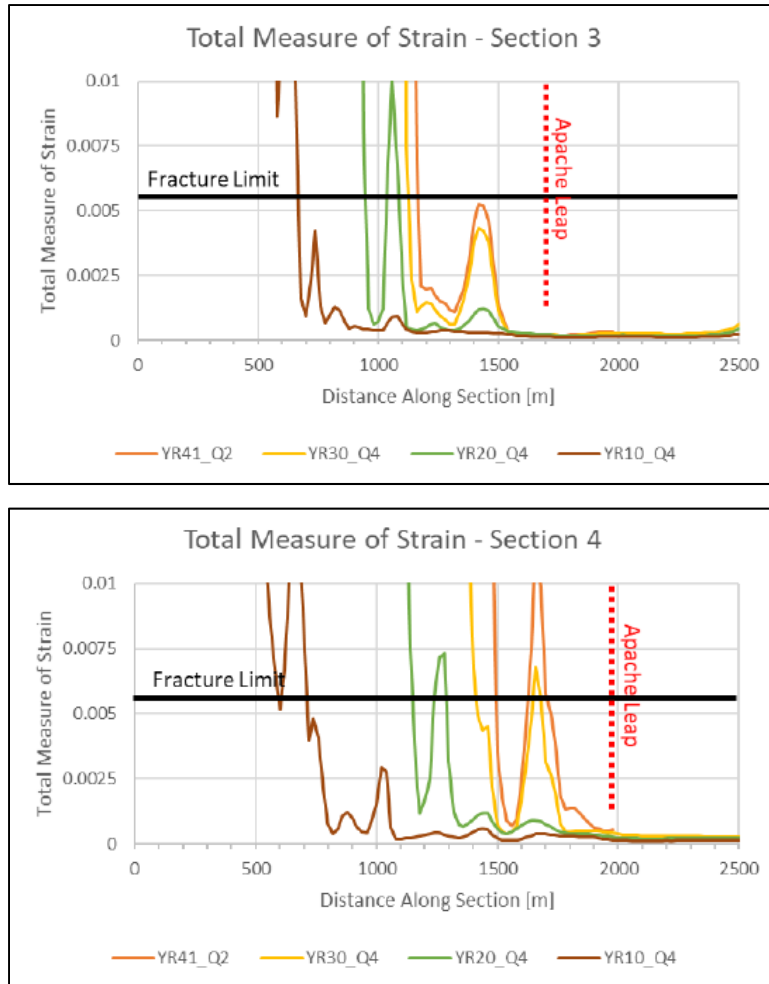 Total Measure of Strain - Section 3
0.01
0.0075
0.005
0.0025
0
Total Measure of Strain
Fracture Limit
Apache Leap
0 500 1000 1500 2000 2500
Distance Along Section [m]
YR41_Q2 YR30_Q4 YR20_Q4 YR10_Q4
Total Measure of Strain - Section 4
0.01
0.0075
0.005
0.0025
0
Total Measure of Strain
Fracture Limit
Apache Leap
0 500 1000 1500 2000 2500
Distance Along Section [m]
YR41_Q2 YR30_Q4 YR20_Q4 YR10_Q4